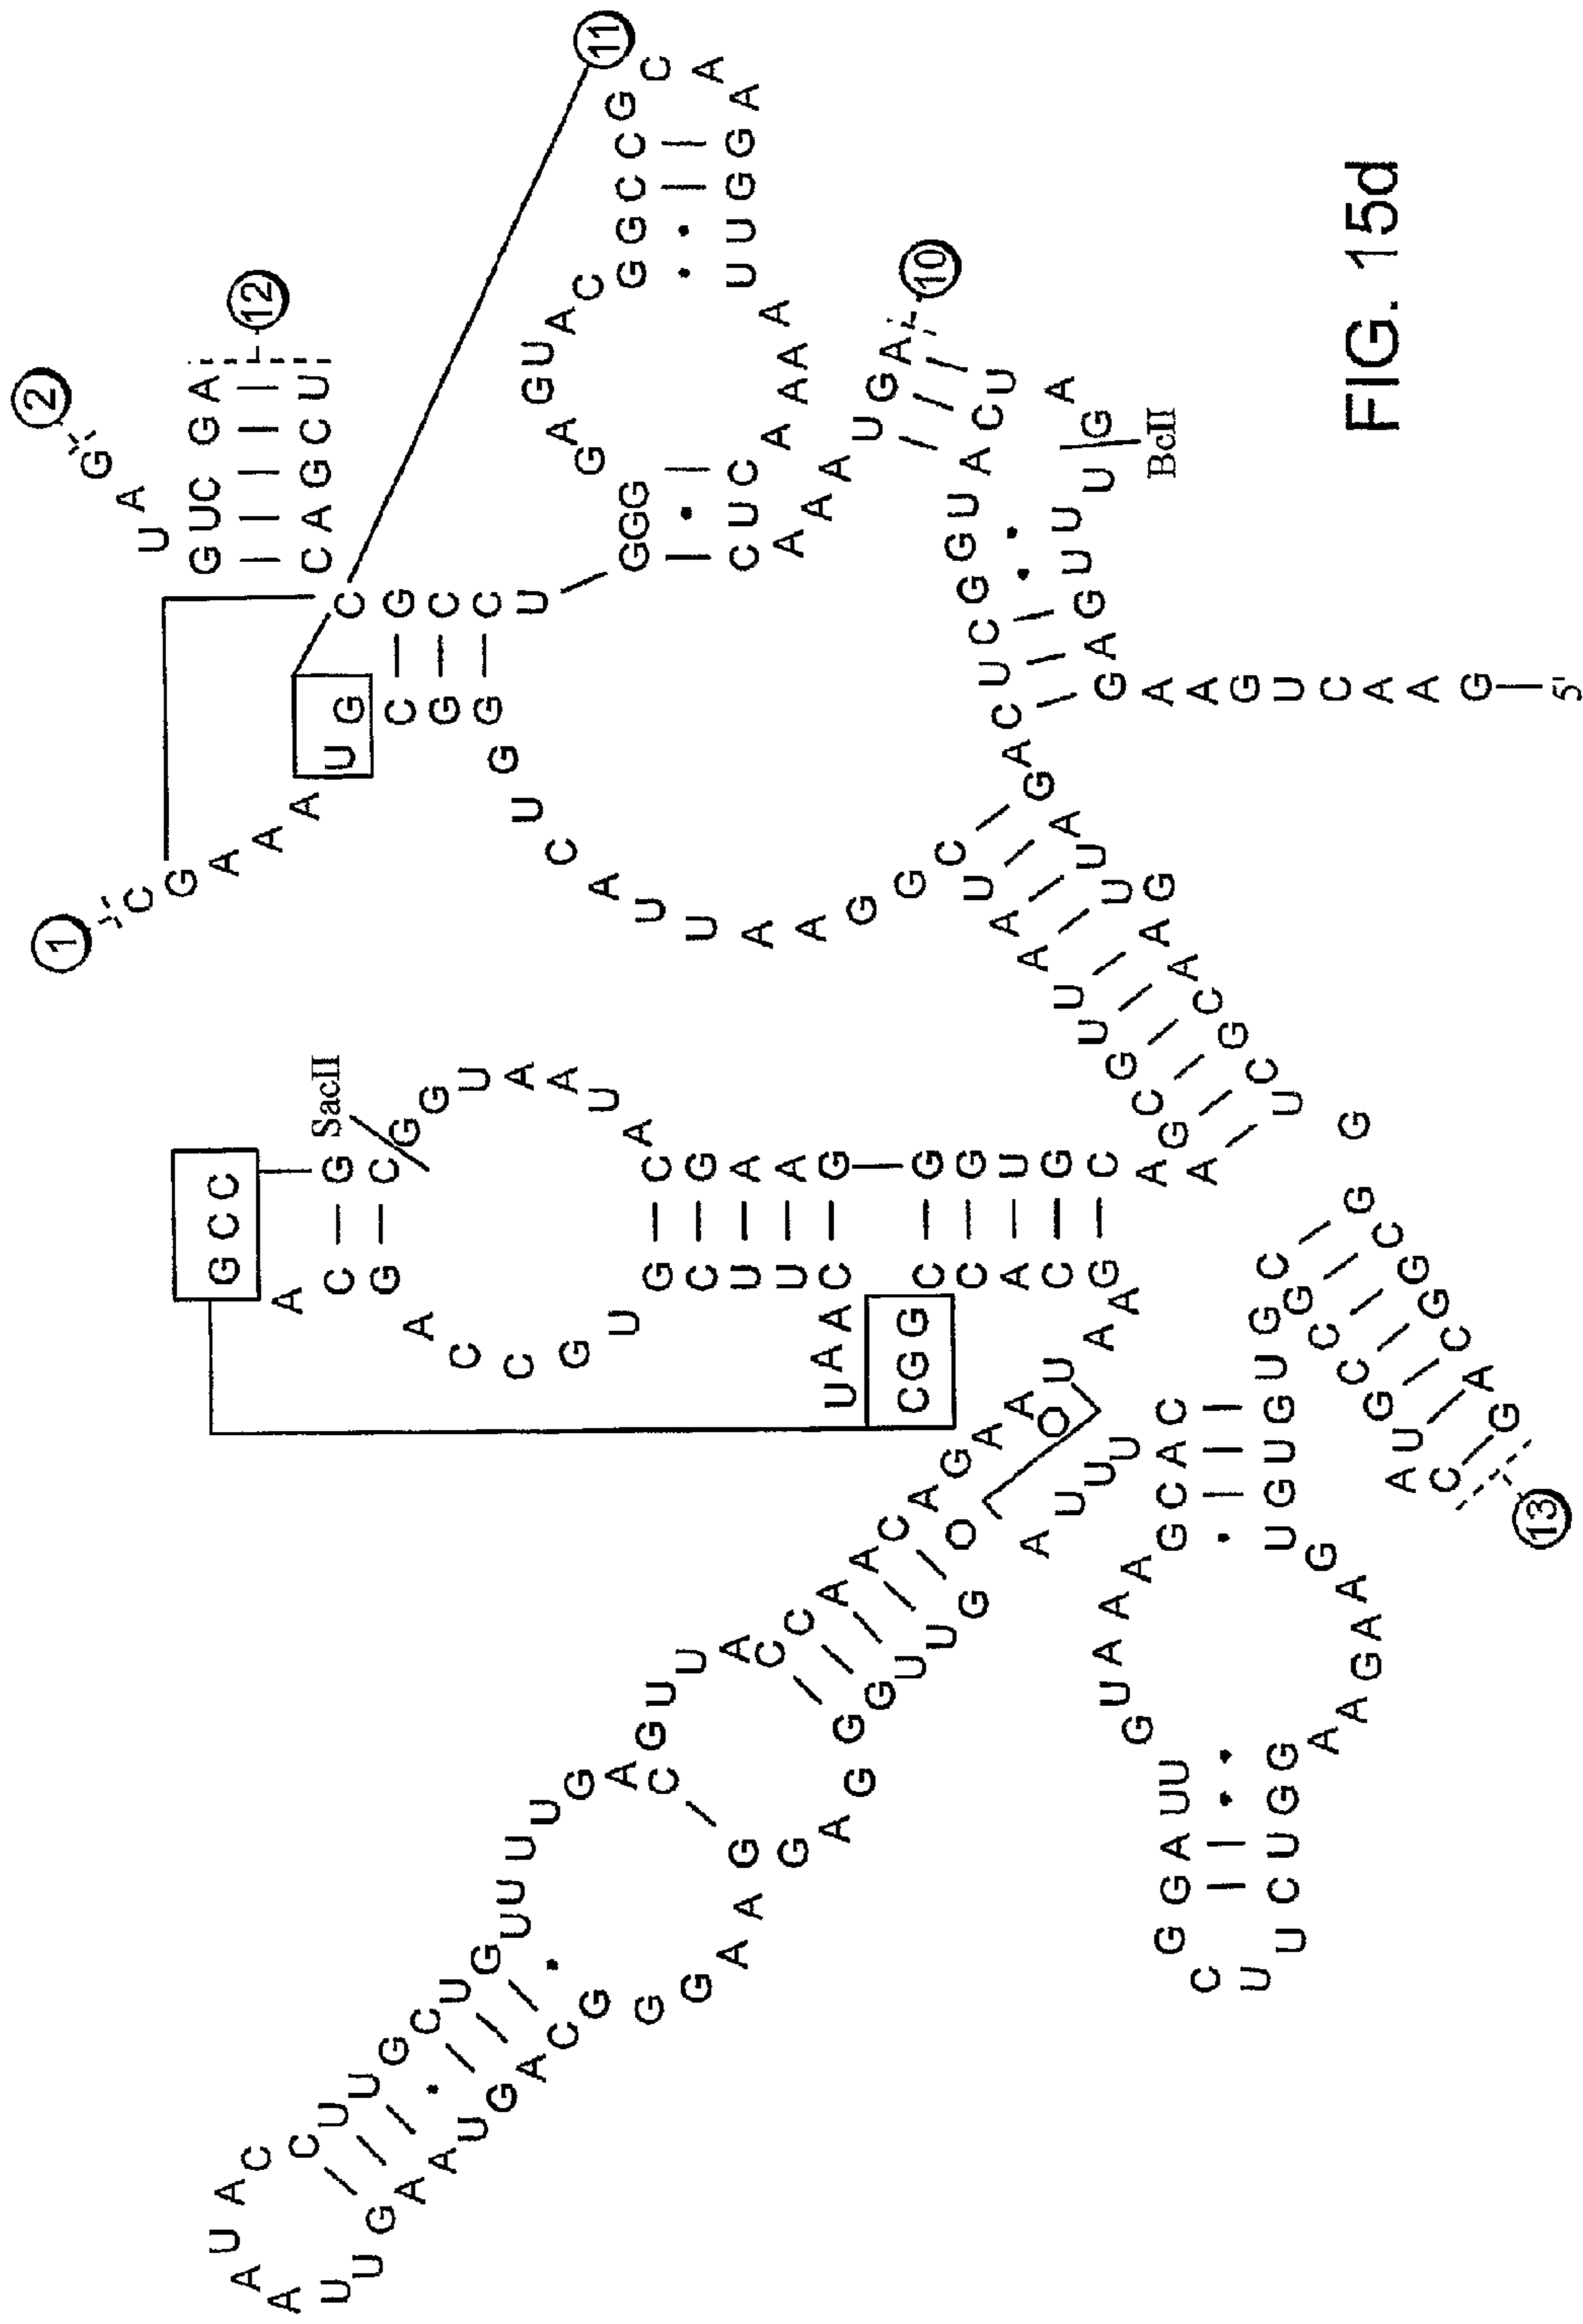 1
C G A A A U G
C G G G U C A U U A A G G C U A A U U G C G A
2
G A U
G U C G A
12
C A G C U
C G C C U
G G G G A G U A C G G C C G
11
C A A G G U U A A A A C U C
A A A U G A
10
U C A U G G C U C A G A U U G A A C G C U G
G C G G C A G
13
G A U U U G A G A A G U C A A G
5'
BclI
A C G U G G G A A G C A U A A U G G C G
SacII
G C C
A C G A C C G U G C U U C A A U
C G G C C A C G A A U
O
A A G A C A A C C A U U G C A G U U U U G U C G U U C C A U A A U U G A A U G A C G G G A A G G A G G G U U G
O
A U U U
C A C G A A A U G U U A G G C U U C U G G A A G A A G U G U G U G C
G C C G U A C
FIG. 15d